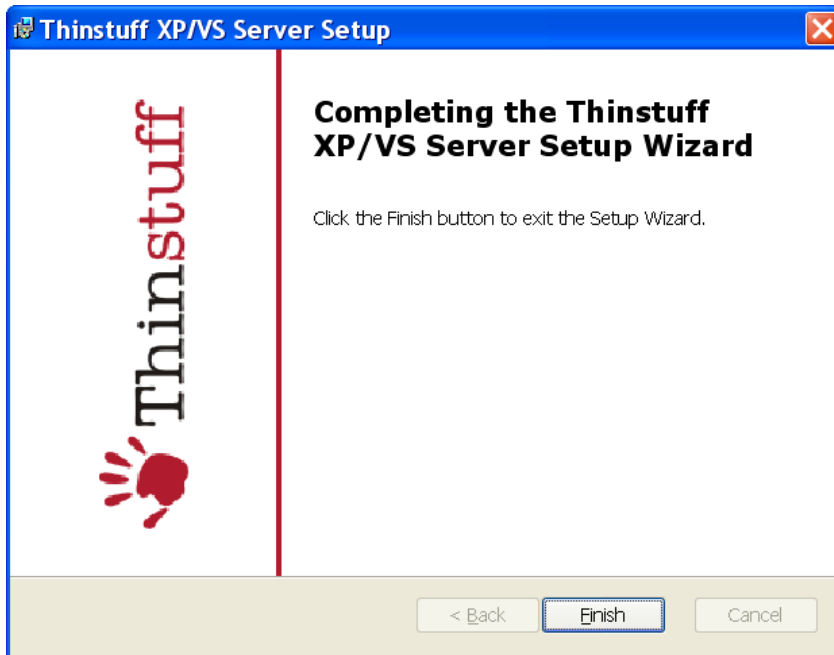 Thinstuff XP/VS Server Setup
Thinstuff
Completing the Thinstuff
XP/VS Server Setup Wizard
Click the Finish button to exit the Setup Wizard.
< Back
Finish
Cancel